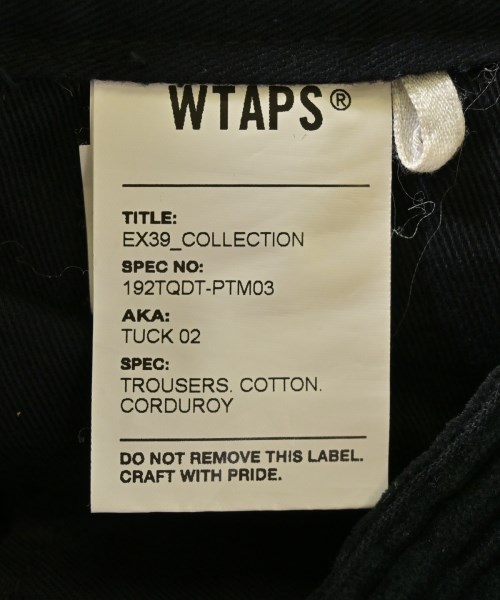 WTAPS®
TITLE:
EX39_COLLECTION
SPEC NO:
192TQDT-PTM03
AKA:
TUCK 02
SPEC:
TROUSERS. COTTON.
CORDUROY
DO NOT REMOVE THIS LABEL.
CRAFT WITH PRIDE.